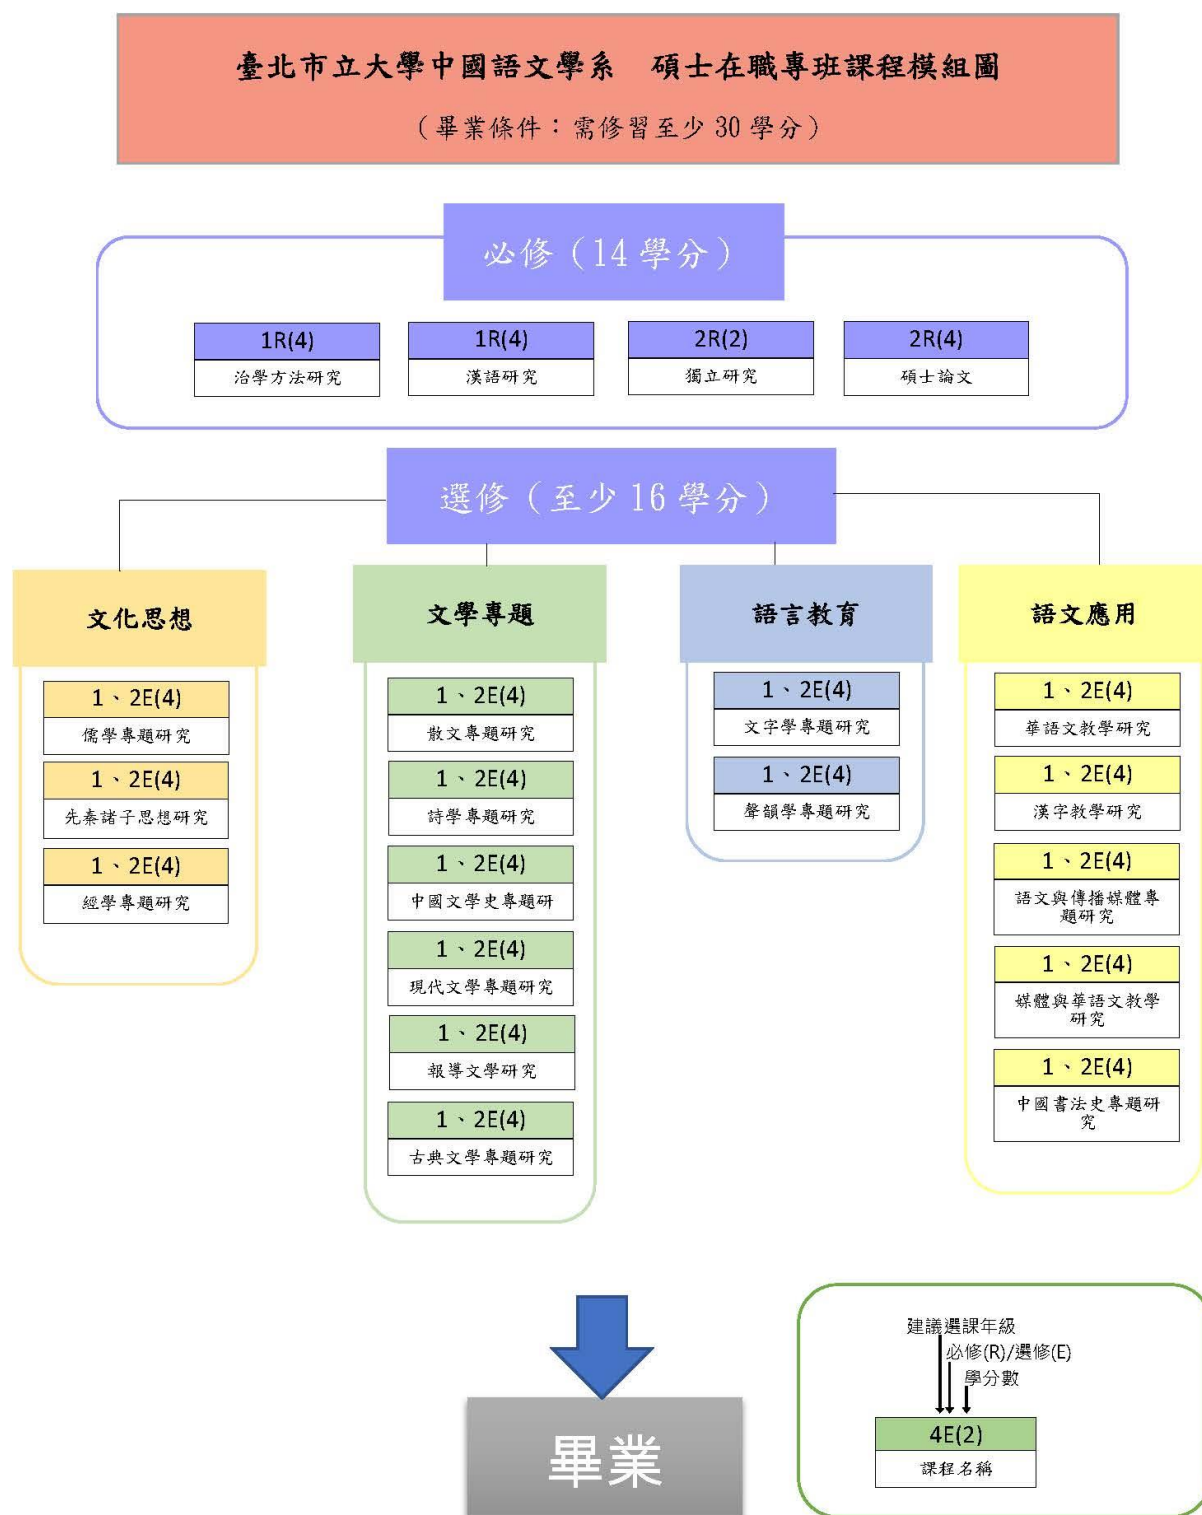 臺北市立大學中國語文學系　碩士在職專班課程模組圖
（畢業條件：需修習至少 30 學分）
必修（14 學分）
1R(4)
治學方法研究
1R(4)
漢語研究
2R(2)
獨立研究
2R(4)
碩士論文
選修（至少 16 學分）
文化思想
1、2E(4)
儒學專題研究
1、2E(4)
先秦諸子思想研究
1、2E(4)
經學專題研究
文學專題
1、2E(4)
散文專題研究
1、2E(4)
詩學專題研究
1、2E(4)
中國文學史專題研
1、2E(4)
現代文學專題研究
1、2E(4)
報導文學研究
1、2E(4)
古典文學專題研究
語言教育
1、2E(4)
文字學專題研究
1、2E(4)
聲韻學專題研究
語文應用
1、2E(4)
華語文教學研究
1、2E(4)
漢字教學研究
1、2E(4)
語文與傳播媒體專
題研究
1、2E(4)
媒體與華語文教學
研究
1、2E(4)
中國書法史專題研
究
畢業
建議選課年級
必修(R)/選修(E)
學分數
4E(2)
課程名稱